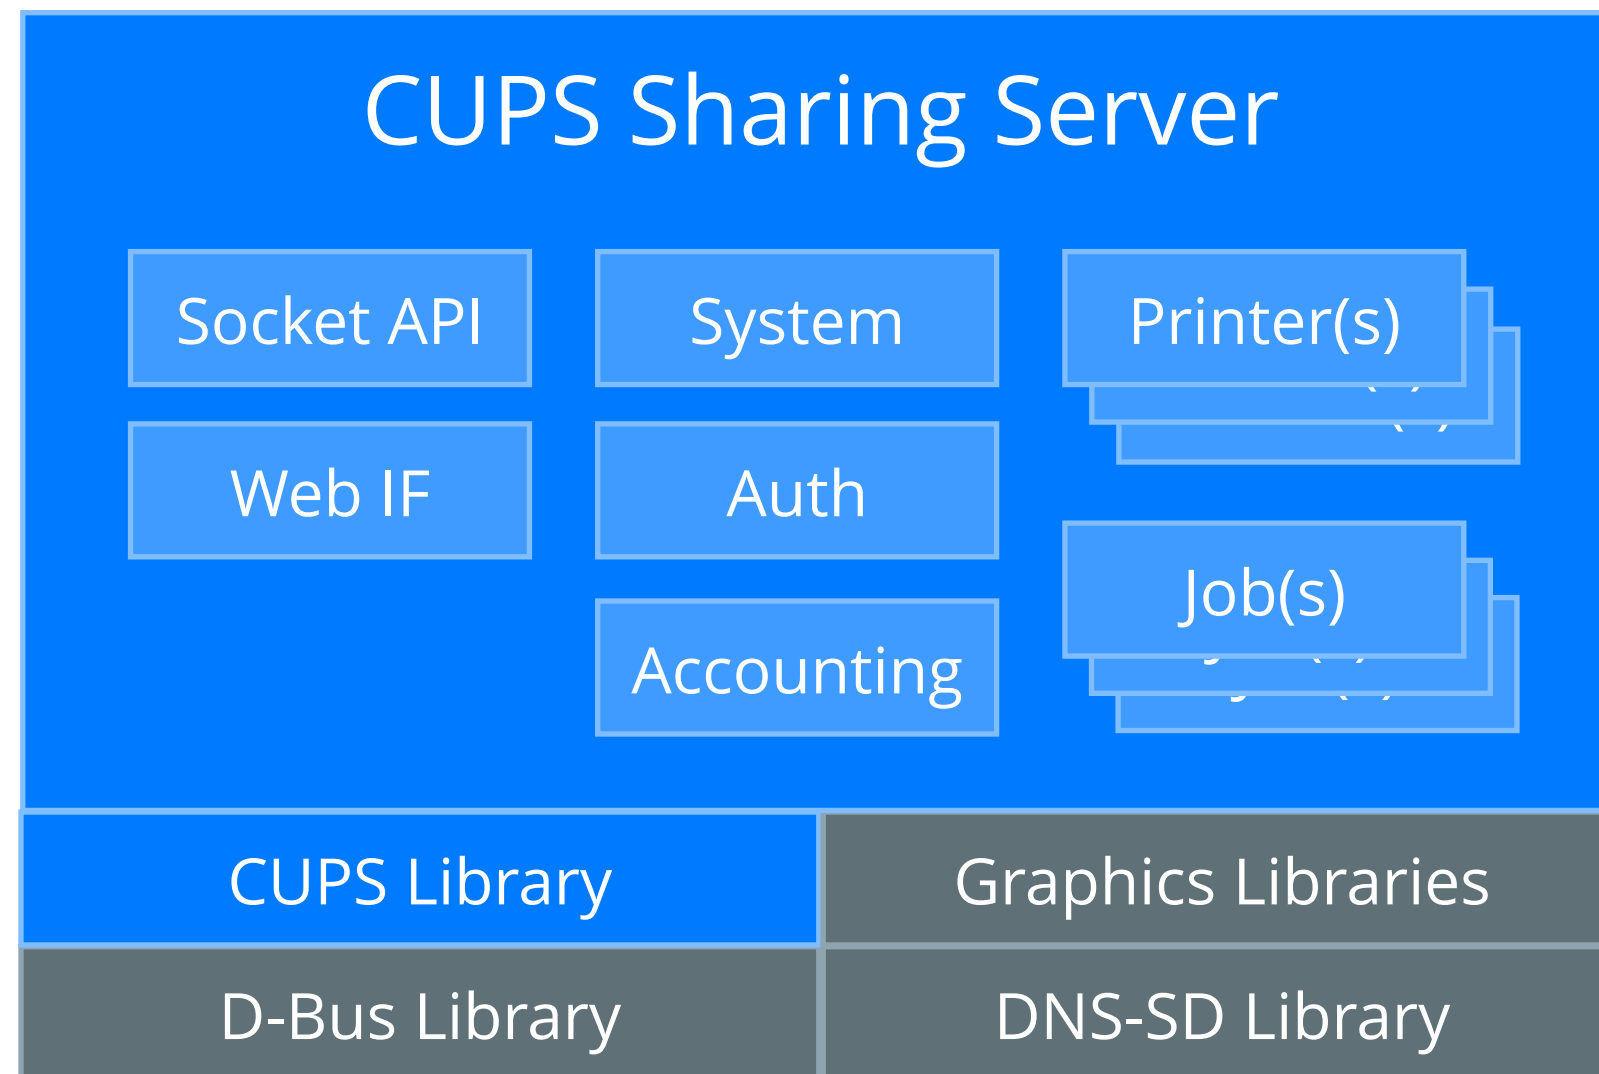 CUPS Sharing Server
Socket API
System
Printer(s)
Web IF
Auth
Job(s)
Accounting
CUPS Library
Graphics Libraries
D-Bus Library
DNS-SD Library